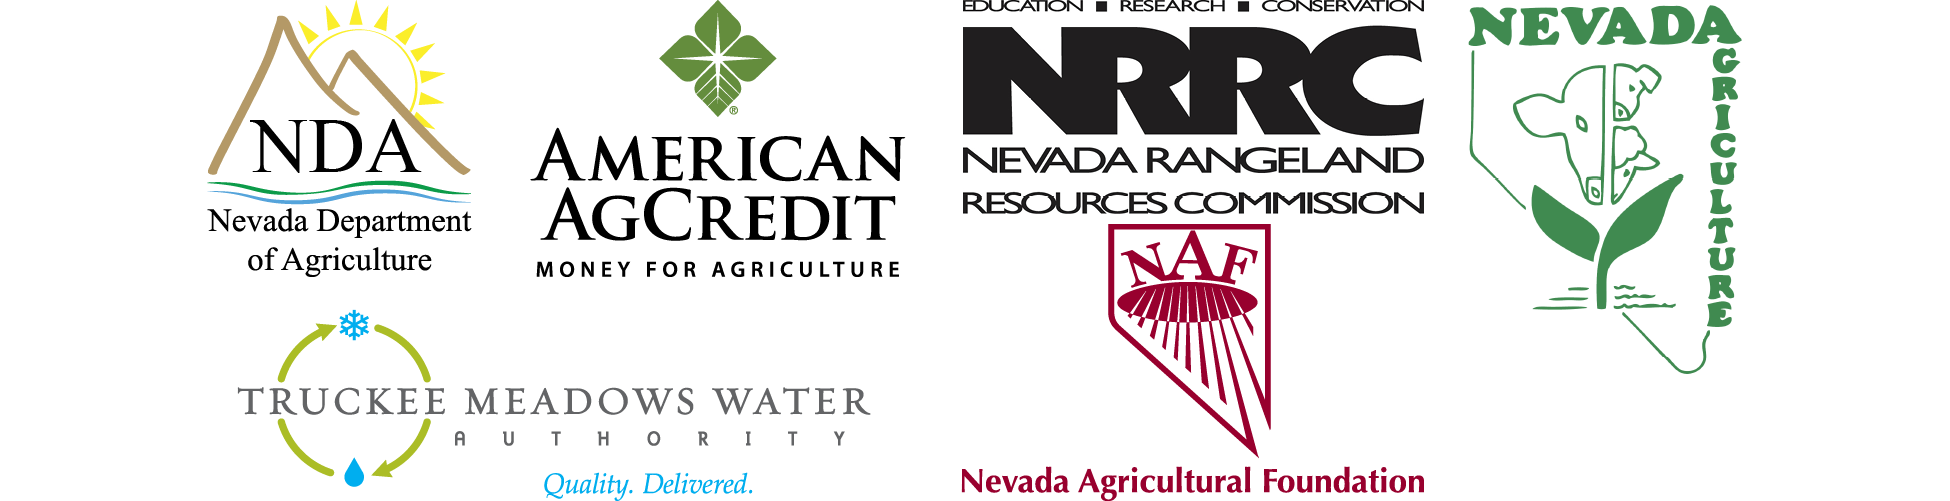 NDA
Nevada Department
of Agriculture
®
AMERICAN
AGCREDIT
MONEY FOR AGRICULTURE
EDUCATION ■ RESEARCH ■ CONSERVATION
NRRC
NEVADA RANGELAND
RESOURCES COMMISSION
NEVADA
AGRICULTURE
TRUCKEE MEADOWS WATER
AUTHORITY
Quality. Delivered.
NAF
Nevada Agricultural Foundation